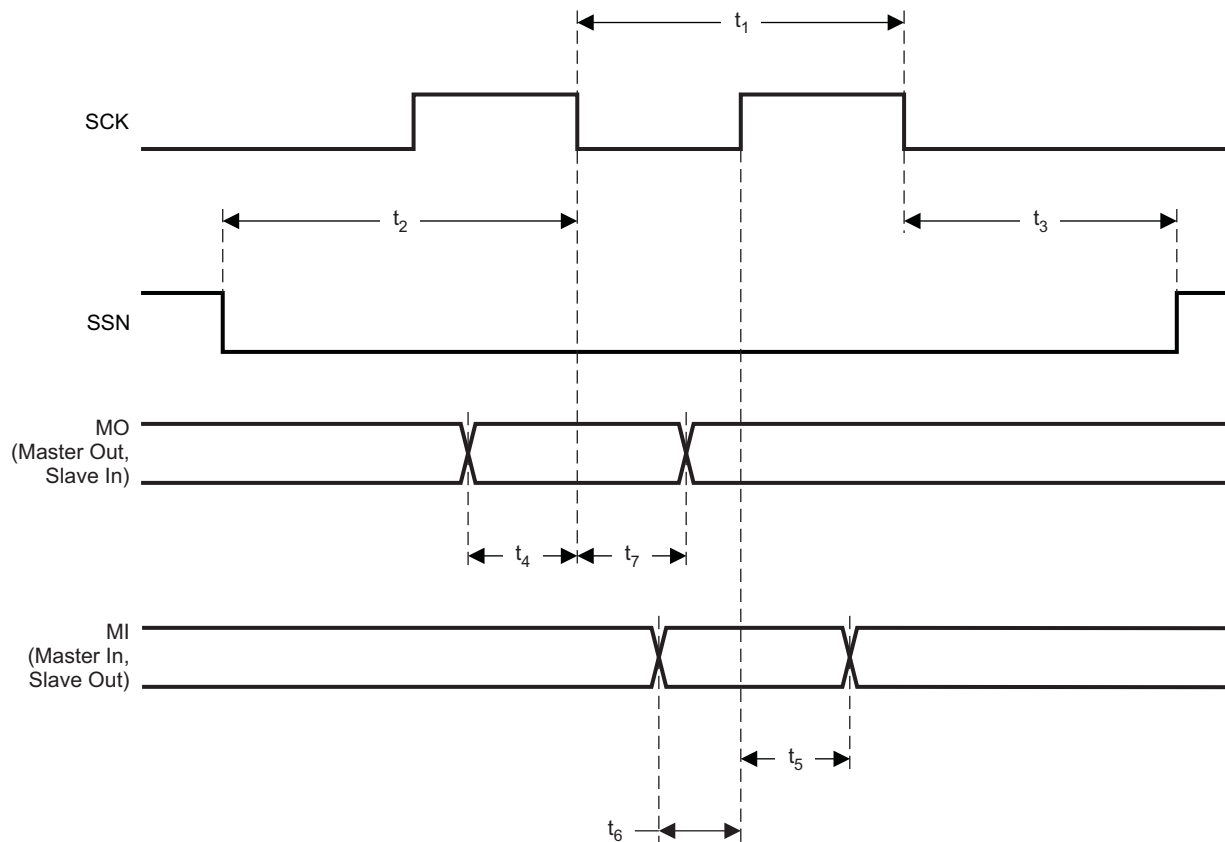 t1
SCK
t2
t3
SSN
MO
(Master Out,
Slave In)
t4
t7
MI
(Master In,
Slave Out)
t5
t6